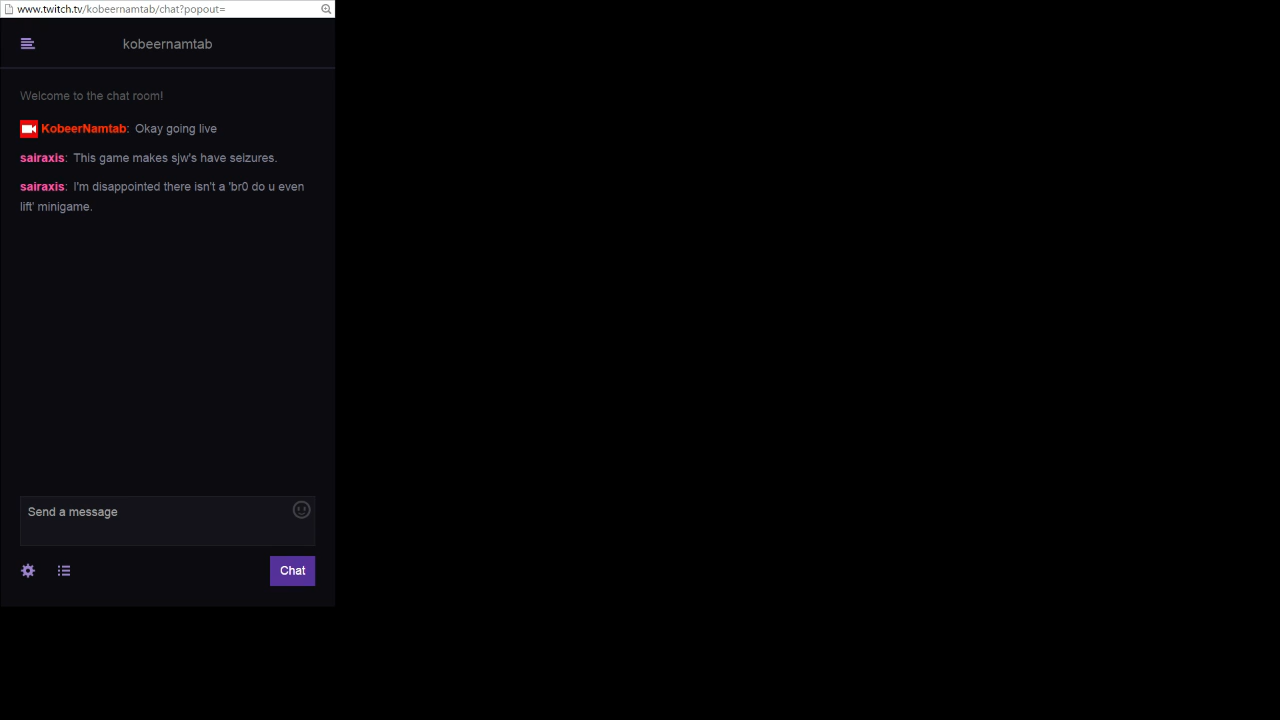 www.twitch.tv/kobeernamtab/chat?popout=
kobeernamtab
Welcome to the chat room!
KobeerNamtab: Okay going live
sairaxis: This game makes sjw's have seizures.
sairaxis: I'm disappointed there isn't a 'br0 do u even
lift' minigame.
Send a message
Chat